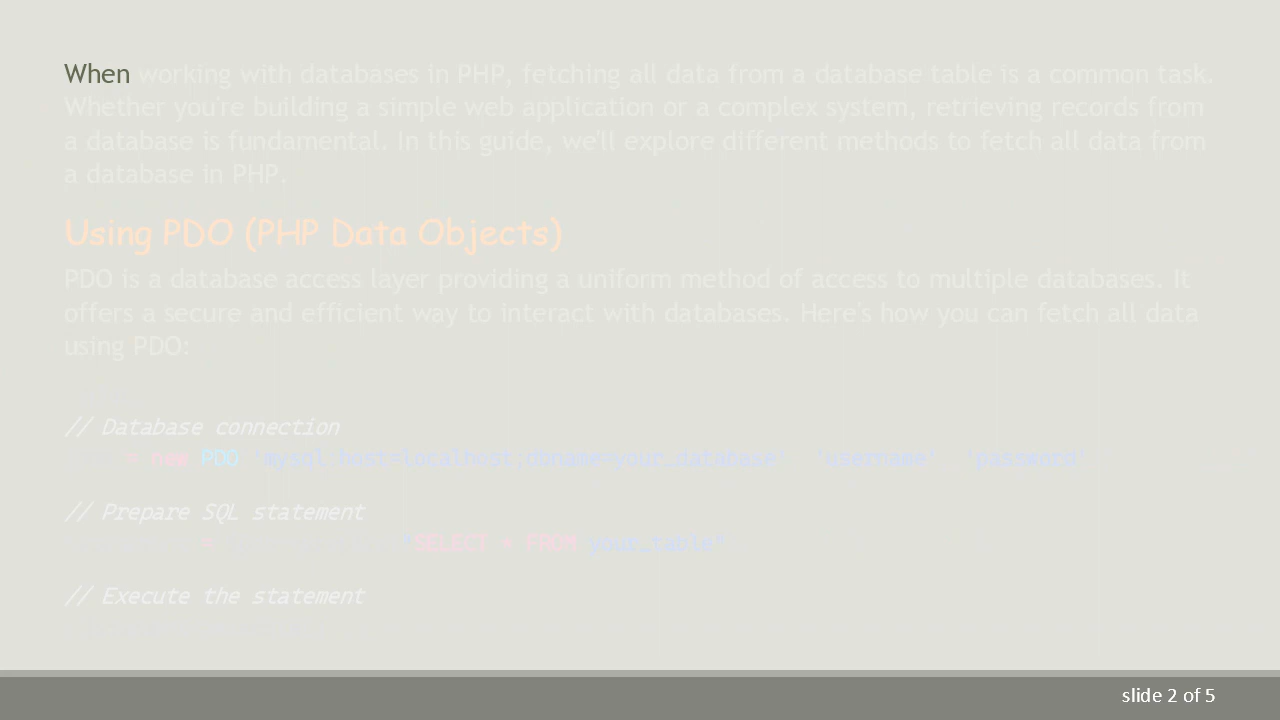 When working with databases in PHP, fetching all data from a database table is a common task.
Whether you're building a simple web application or a complex system, retrieving records from
a database is fundamental. In this guide, we'll explore different methods to fetch all data from
a database in PHP.
Using PDO (PHP Data Objects)
PDO is a database access layer providing a uniform method of access to multiple databases. It
offers a secure and efficient way to interact with databases. Here's how you can fetch all data
using PDO:
// Database connection
= new PDO 'mysql:host=localhost;dbname=your_database' 'username' 'password'
// Prepare SQL statement
= "SELECT * FROM your_table"
// Execute the statement
slide 2 of 5